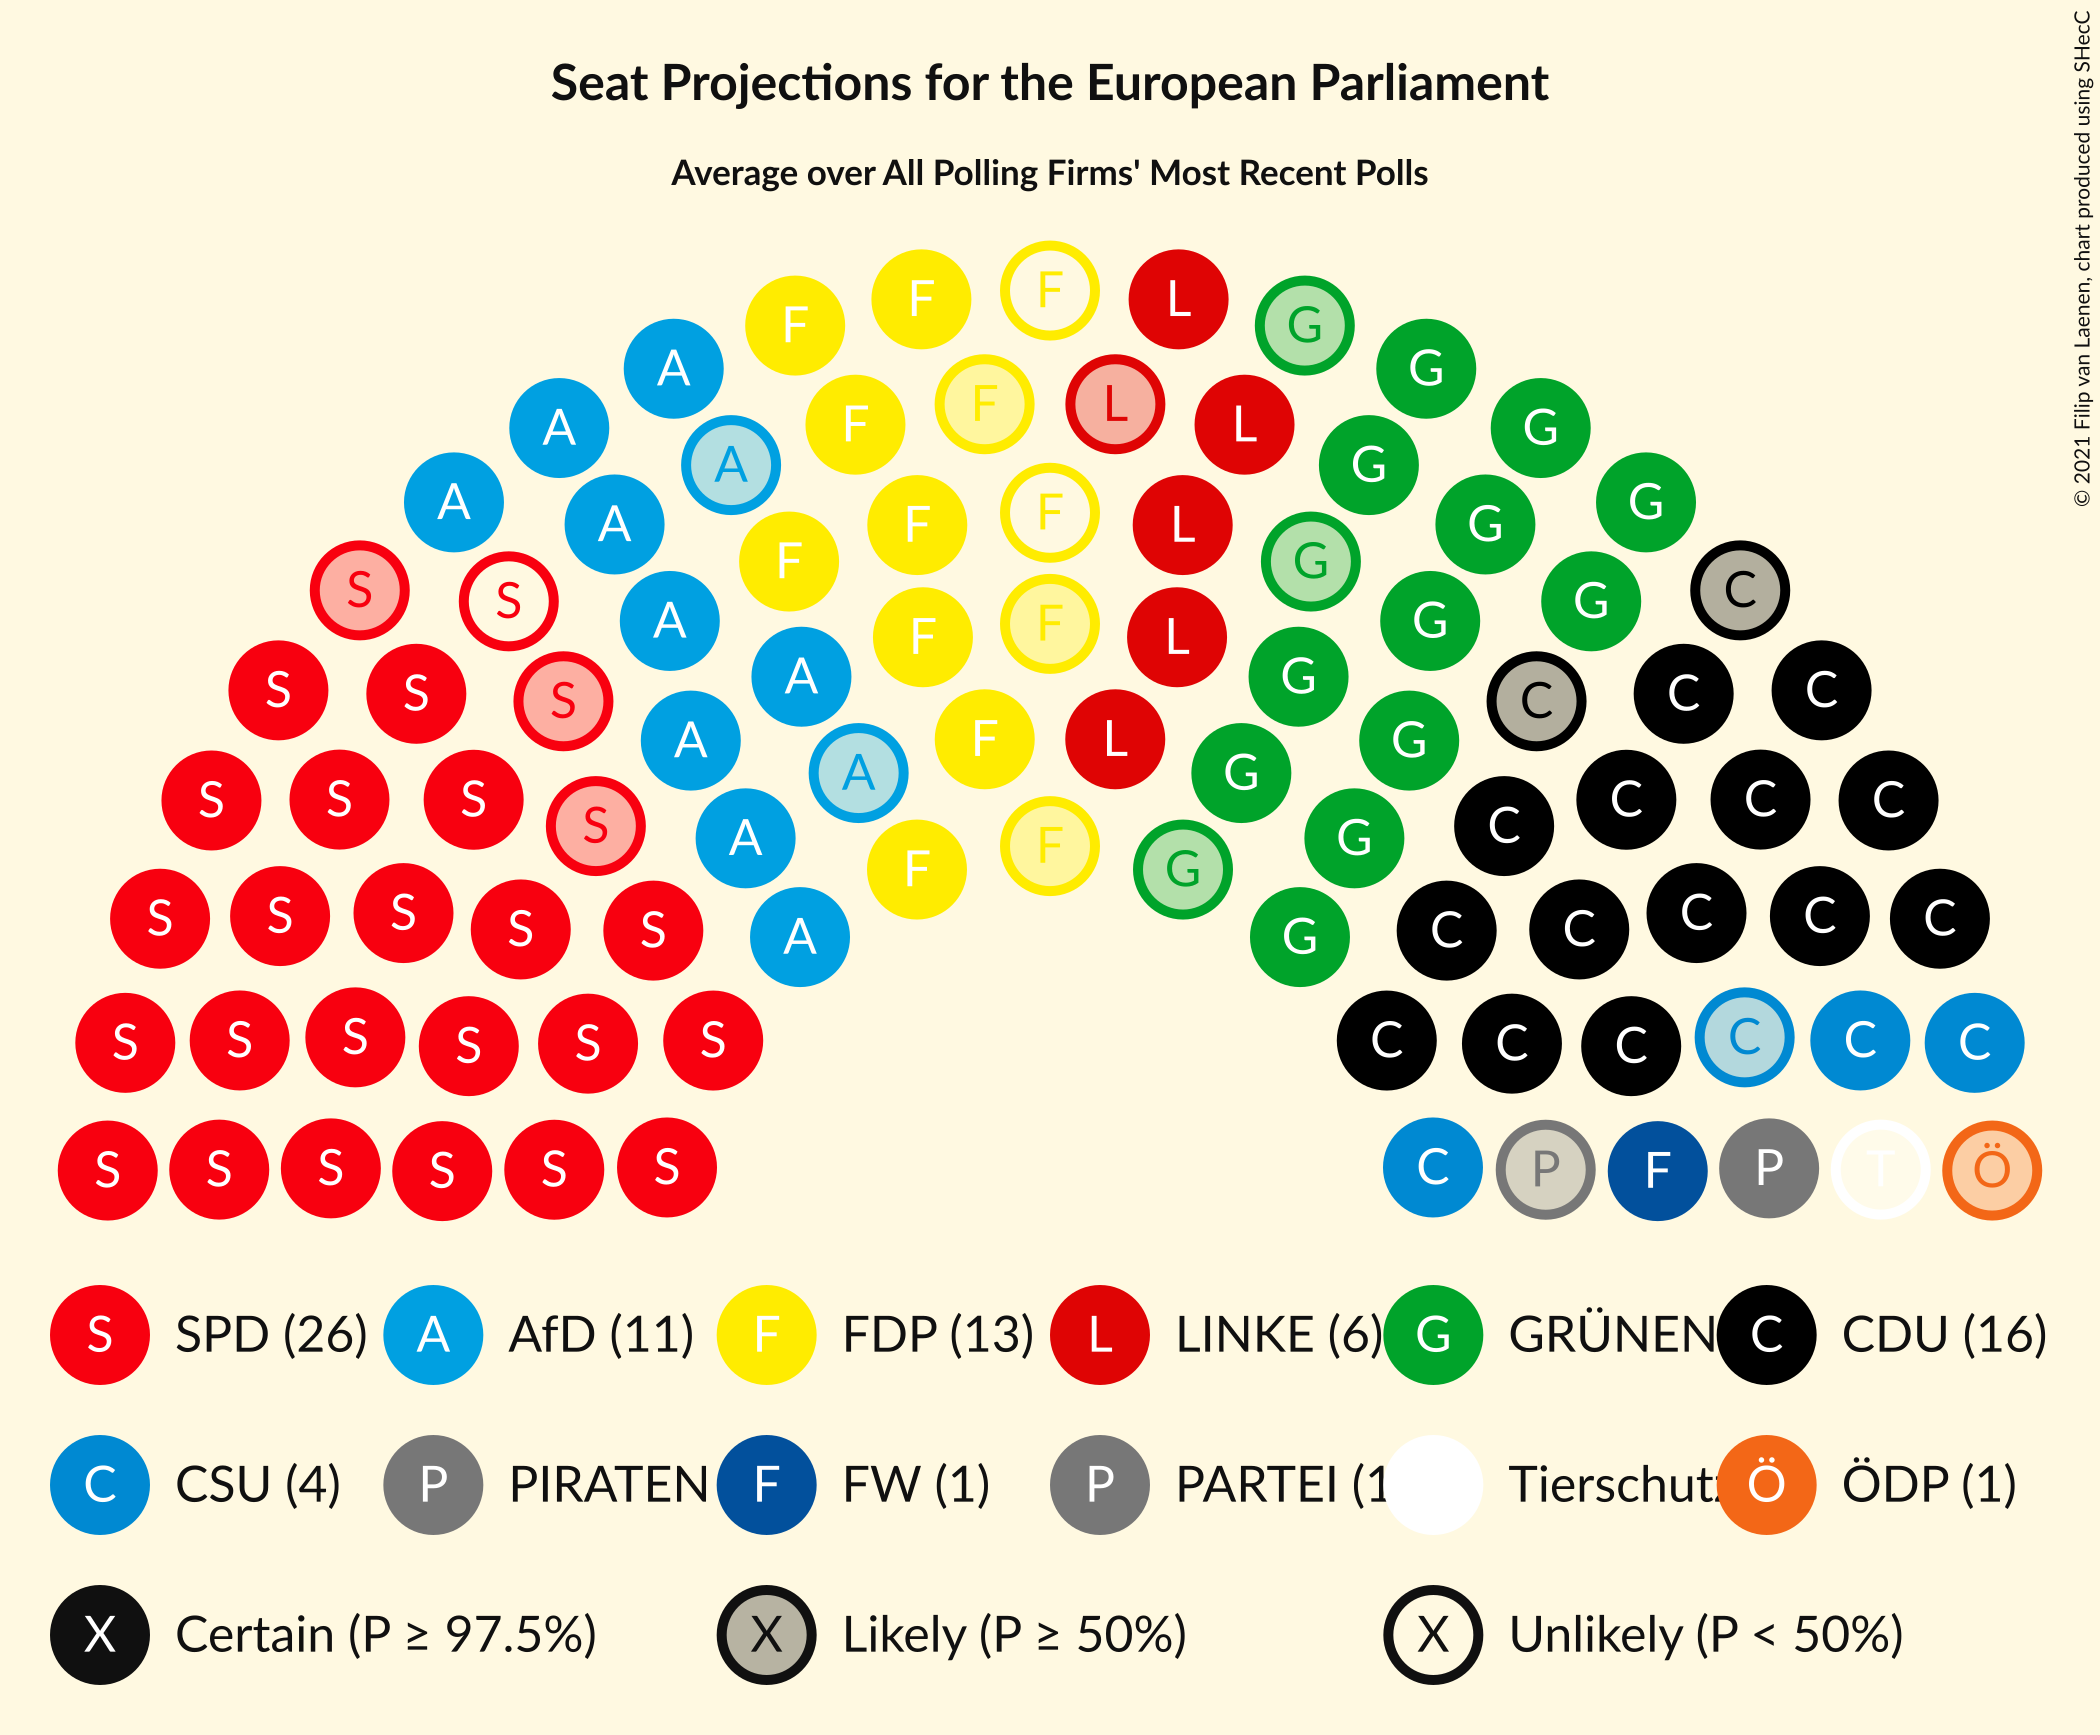 Seat Projections for the European Parliament
Average over All Polling Firms' Most Recent Polls
© 2021 Filip van Laenen, chart produced using SHecC
F F F L G
A F F L L G G
A A F F F L G G G
A A F F F L G G G C
S S A A F L G G G C C C
S S S A A F F G G C C C C
S S S S A C C C C
S S S S S A G C C C C C
S S S S S S C C C C C C
S S S S S S C P F P T Ö
S SPD (26) A AfD (11) F FDP (13) L LINKE (6) G GRÜNEN C CDU (16)
C CSU (4) P PIRATEN F FW (1) P PARTEI (1 Tierschutz Ö ÖDP (1)
X Certain (P ≥ 97.5%) X Likely (P ≥ 50%) X Unlikely (P < 50%)